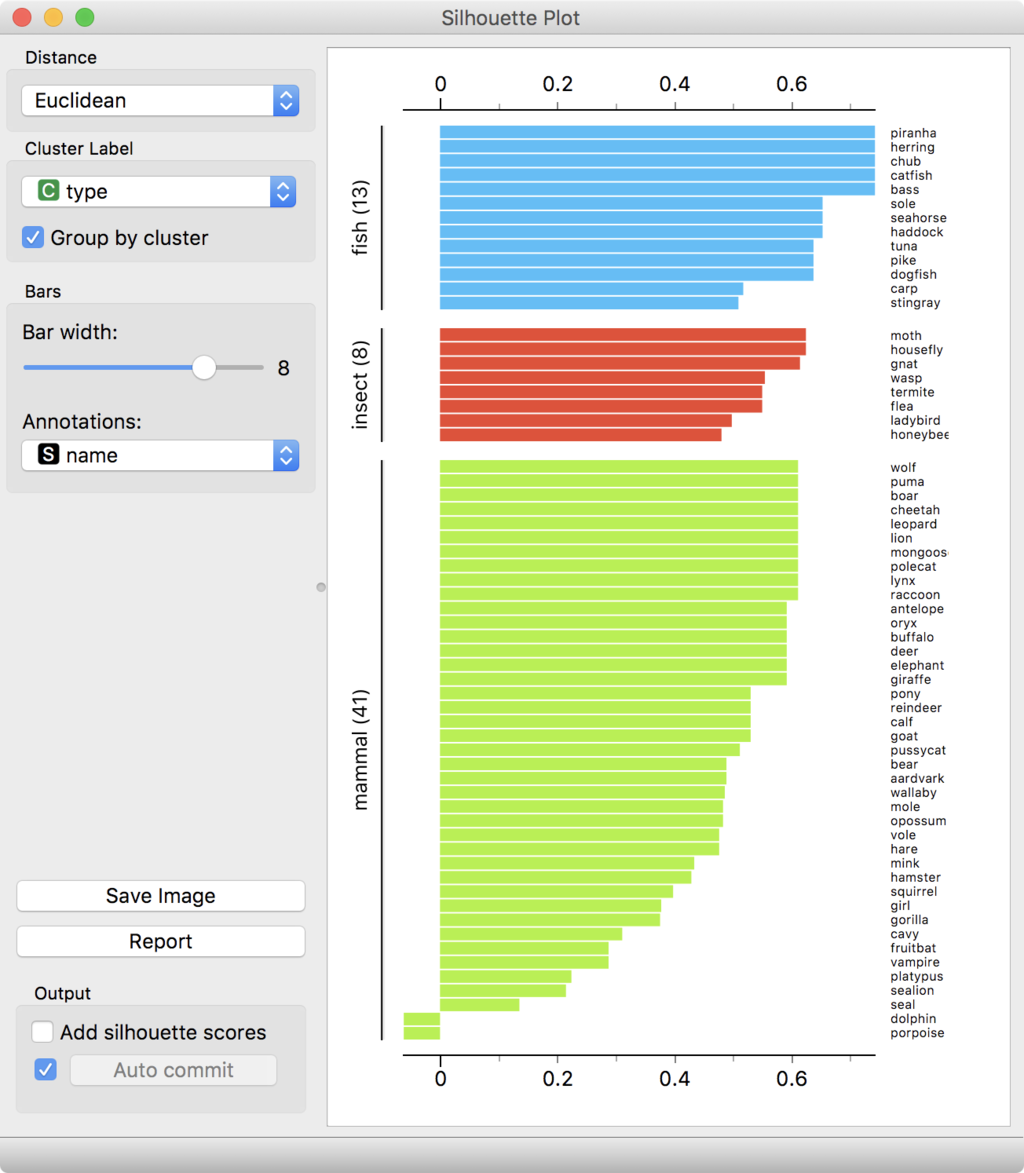 Silhouette Plot
Distance
Euclidean
Cluster Label
C type
Group by cluster
Bars
Bar width:
8
Annotations:
S name
Save Image
Report
Output
Add silhouette scores
Auto commit
0 0.2 0.4 0.6
fish (13)
piranha
herring
chub
catfish
bass
sole
seahorse
haddock
tuna
pike
dogfish
carp
stingray
insect (8)
moth
housefly
gnat
wasp
termite
flea
ladybird
honeybee
mammal (41)
wolf
puma
boar
cheetah
leopard
lion
mongoos
polecat
lynx
raccoon
antelope
oryx
buffalo
deer
elephant
giraffe
pony
reindeer
calf
goat
pussycat
bear
aardvark
wallaby
mole
opossum
vole
hare
mink
hamster
squirrel
girl
gorilla
cavy
fruitbat
vampire
platypus
sealion
seal
dolphin
porpoise
0 0.2 0.4 0.6